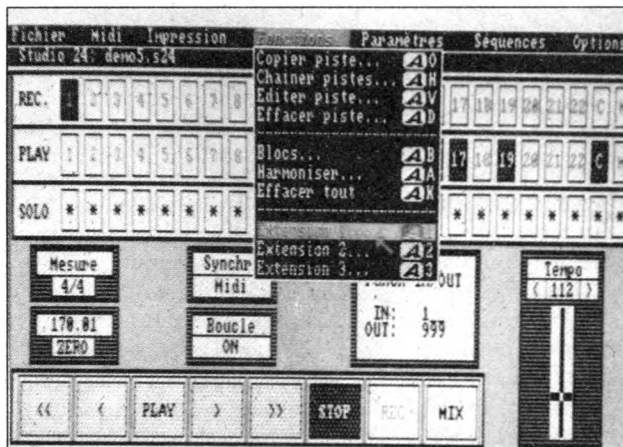 Fichier Midi Impression Fonctions Paramètres Séquences Options
Studio 24: demo5.s24
Copier piste... A O
Chainer pistes... A H
Editer piste... A V
Effacer piste... A D
Blocs... A B
Harmoniser... A A
Effacer tout A K
Extension
Extension 2... A 2
Extension 3... A 3
REC. 1 2 3 4 5 6 7 8 17 18 19 20 21 22 C
PLAY 1 2 3 4 5 6 7 8 17 18 19 20 21 22 C
SOLO * * * * * * * * * * * * * * * *
Mesure
4/4
170.01
ZERO
Synchr
Midi
Boucle
ON
OUT
IN: 1
OUT: 999
Tempo
< 112 >
<< < PLAY > >> STOP REC MIX